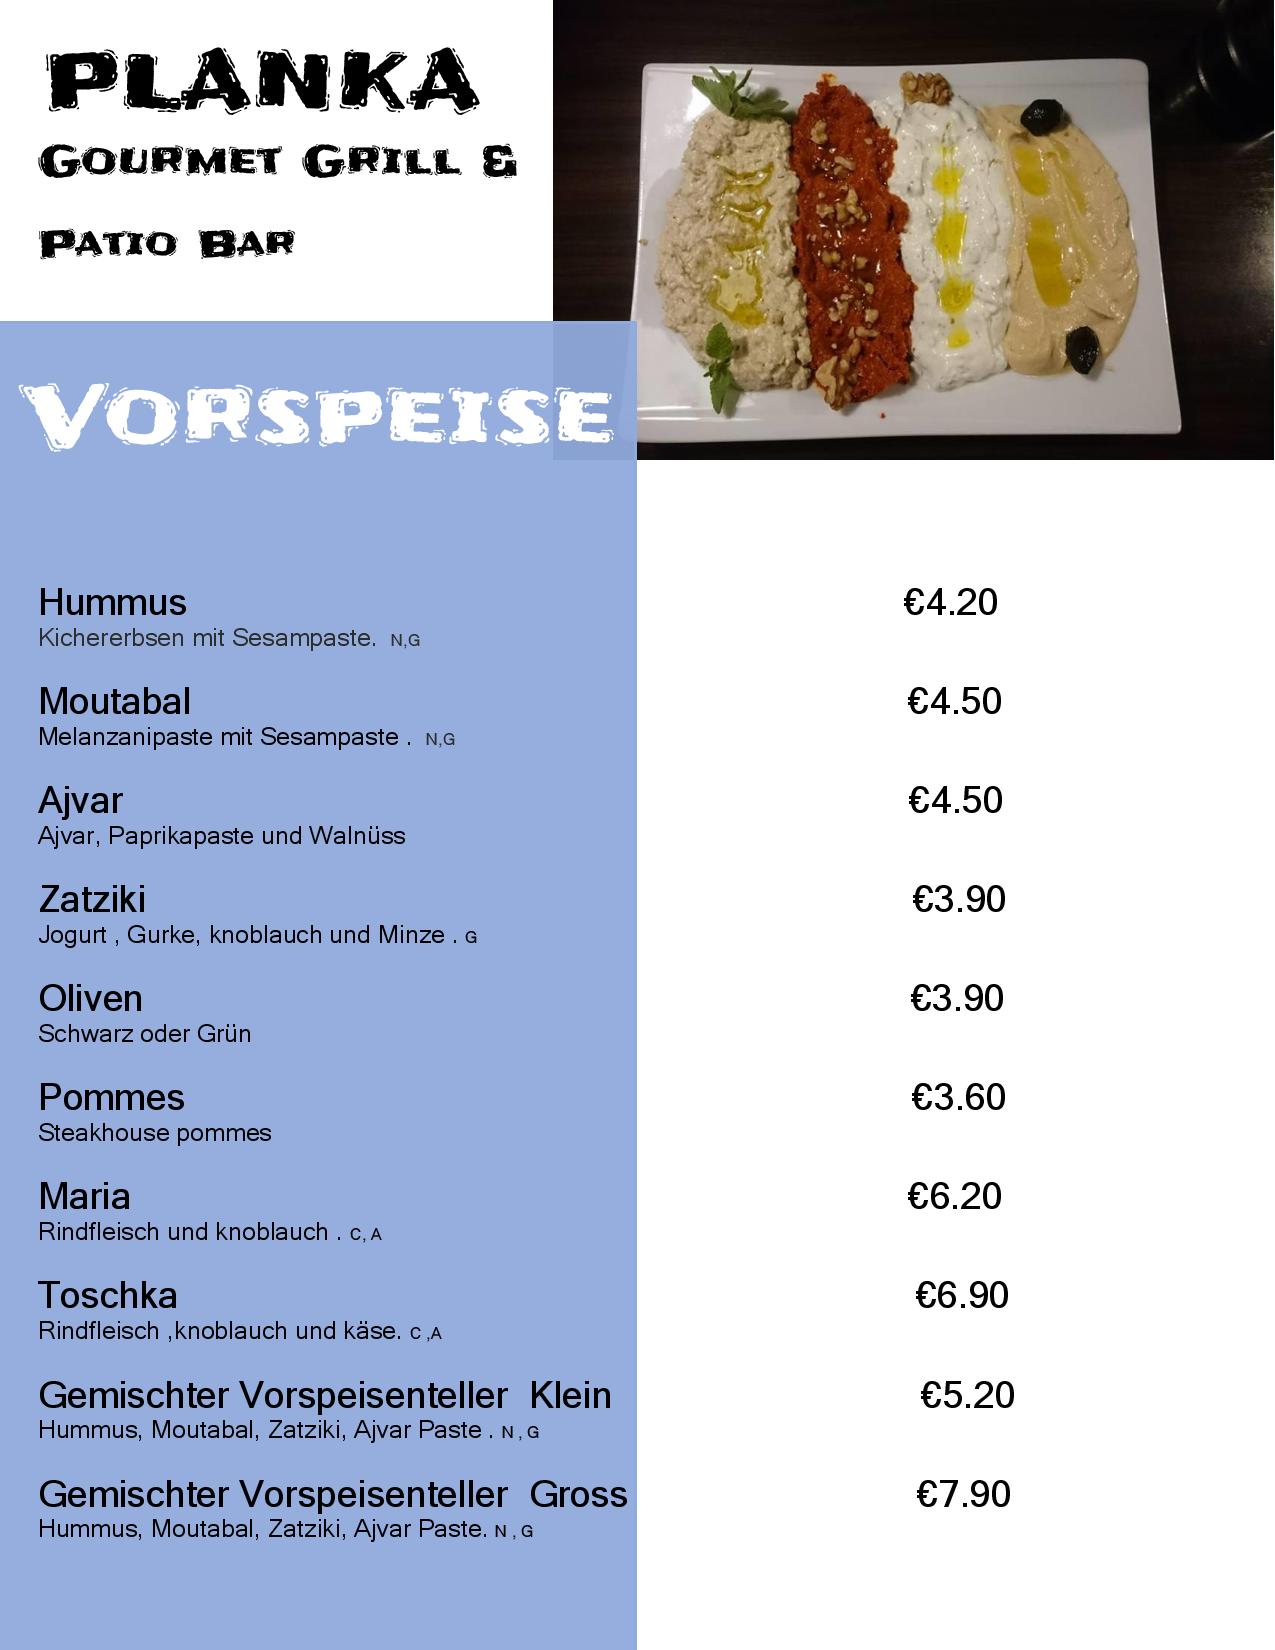 PLANKA
GOURMET GRILL &
PATIO BAR
VORSPEISE
Hummus €4.20
Kichererbsen mit Sesampaste. N,G
Moutabal €4.50
Melanzanipaste mit Sesampaste . N,G
Ajvar €4.50
Ajvar, Paprikapaste und Walnüss
Zatziki €3.90
Jogurt , Gurke, knoblauch und Minze . G
Oliven €3.90
Schwarz oder Grün
Pommes €3.60
Steakhouse pommes
Maria €6.20
Rindfleisch und knoblauch . C, A
Toschka €6.90
Rindfleisch ,knoblauch und käse. C ,A
Gemischter Vorspeisenteller Klein €5.20
Hummus, Moutabal, Zatziki, Ajvar Paste . N , G
Gemischter Vorspeisenteller Gross €7.90
Hummus, Moutabal, Zatziki, Ajvar Paste. N , G